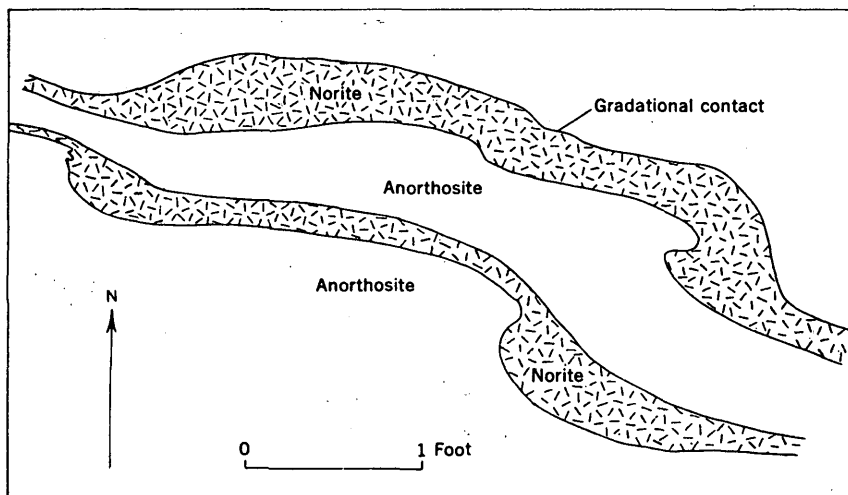 Norite
Gradational contact
Anorthosite
Anorthosite
N
Norite
0 1 Foot